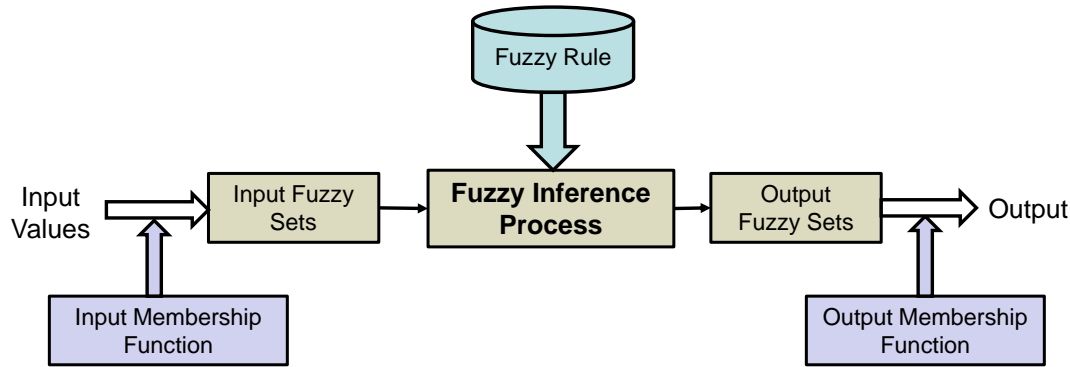 Fuzzy Rule
Input
Values
Input Fuzzy
Sets
Fuzzy Inference
Process
Output
Fuzzy Sets
Output
Input Membership
Function
Output Membership
Function